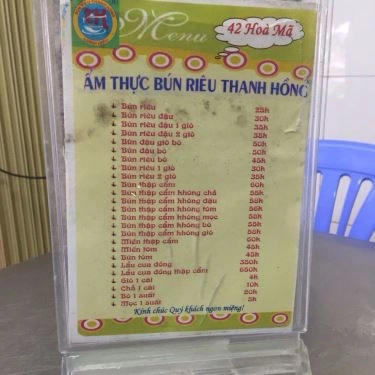 Menu
42 Hoà Mã
ẨM THỰC BÚN RIÊU THANH HỒNG
Bún riêu 25k
Bún riêu đậu 30k
Bún riêu đậu 1 giò 35k
Bún riêu đậu 2 giò 35k
Bún đậu giò bò 50k
Bún đậu bò 50k
Bún riêu bò 45k
Bún riêu 1 giò 30k
Bún riêu 2 giò 35k
Bún thập cẩm 60k
Bún thập cẩm không chả 55k
Bún thập cẩm không đậu 55k
Bún thập cẩm không tóm 50k
Bún thập cẩm không mọc 55k
Bún thập cẩm không bò 55k
Bún thập cẩm không giò 55k
Miến thập cẩm 60k
Miến tôm 45k
Bún tôm 45k
Lẩu cua đồng 350k
Lẩu cua đồng thập cẩm 650k
Giò 1 cái 4k
Chả 1 cái 10k
Bò 1 suất 20k
Mọc 1 suất 5k
Kính chúc Quý khách ngon miệng!